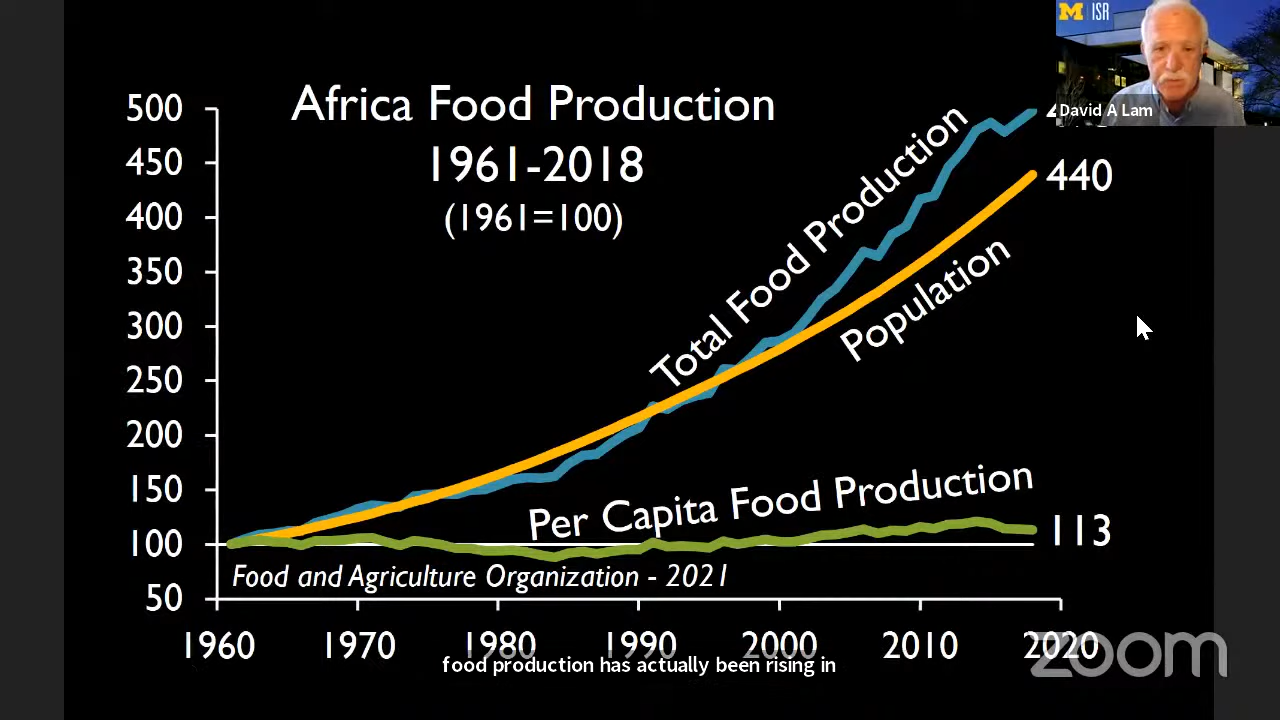 M ISR
David A Lam
Africa Food Production
1961-2018
(1961=100)
500
450
400
350
300
250
200
150
100
50
Total Food Production
Population
440
Per Capita Food Production
113
Food and Agriculture Organization - 2021
1960 1970 1980 1990 2000 2010 2020
food production has actually been rising in
zoom